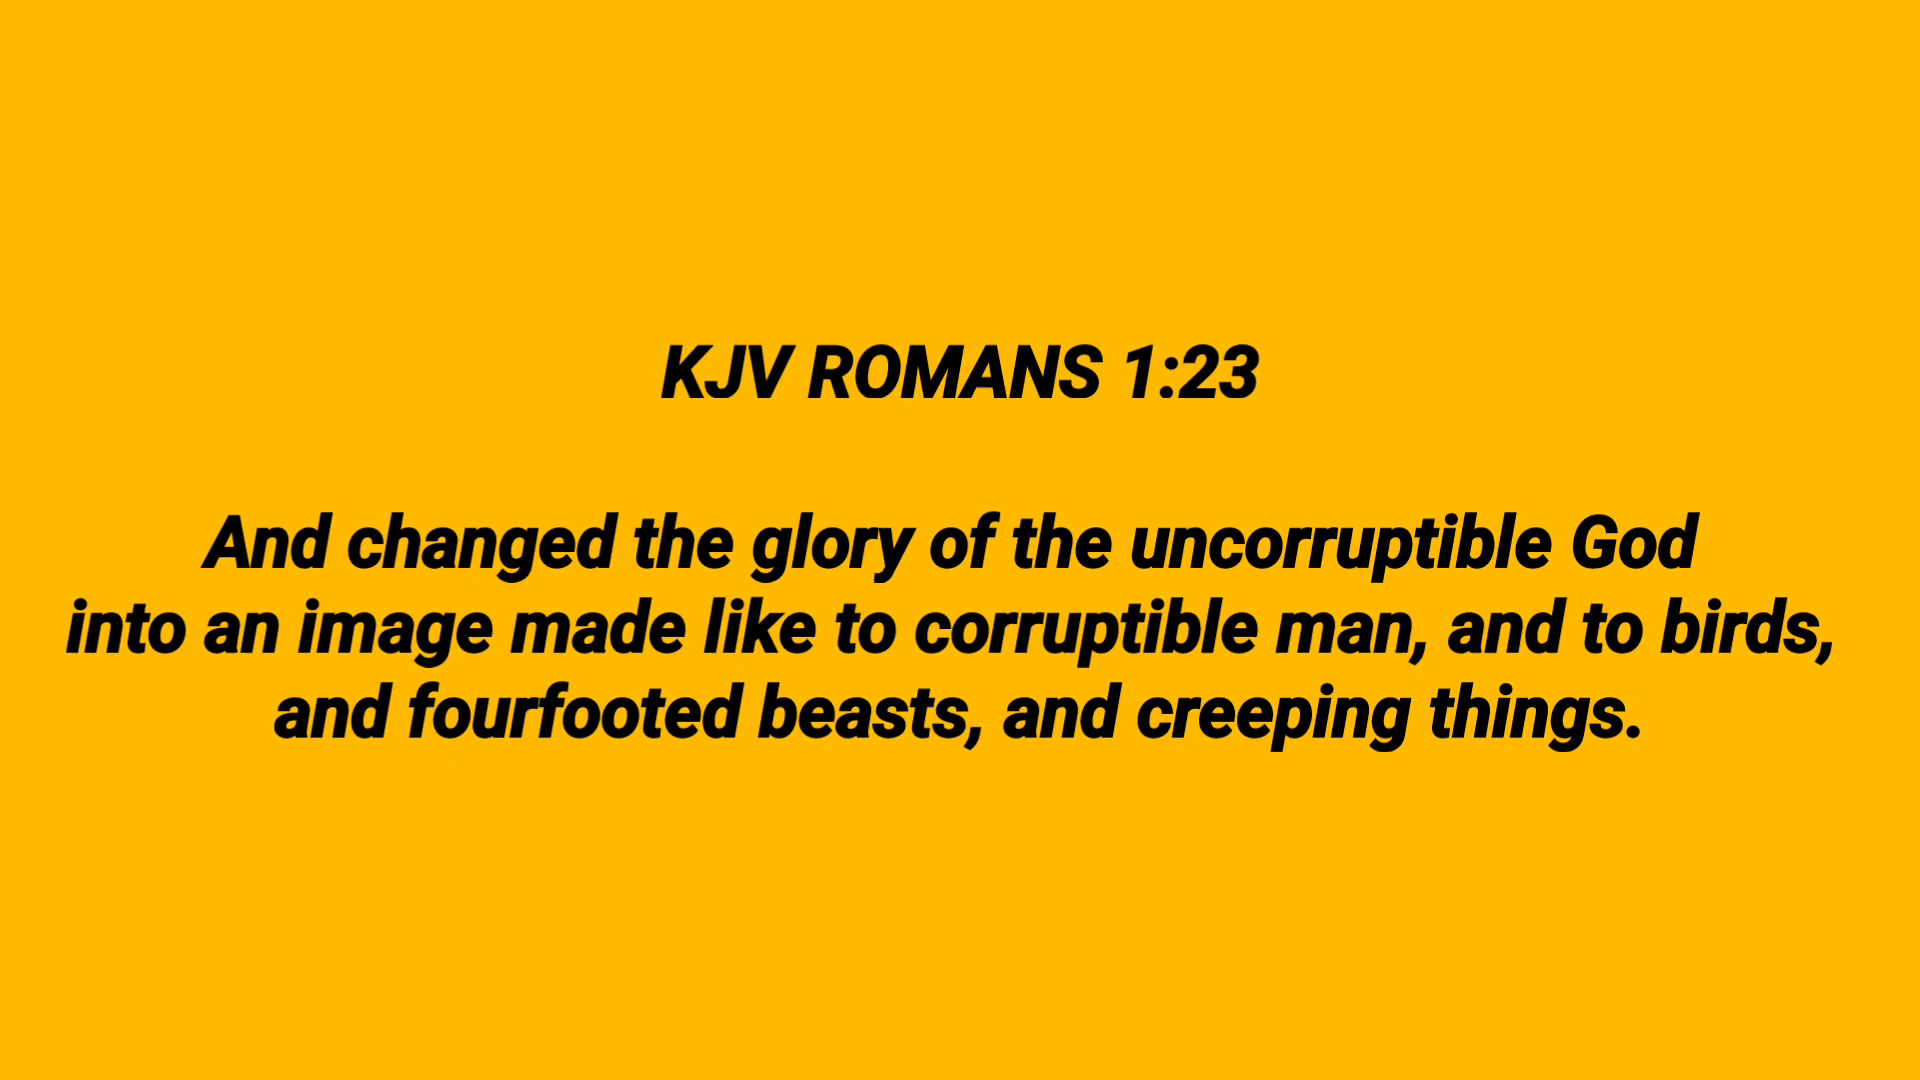 KJV ROMANS 1:23
And changed the glory of the uncorruptible God
into an image made like to corruptible man, and to birds,
and fourfooted beasts, and creeping things.